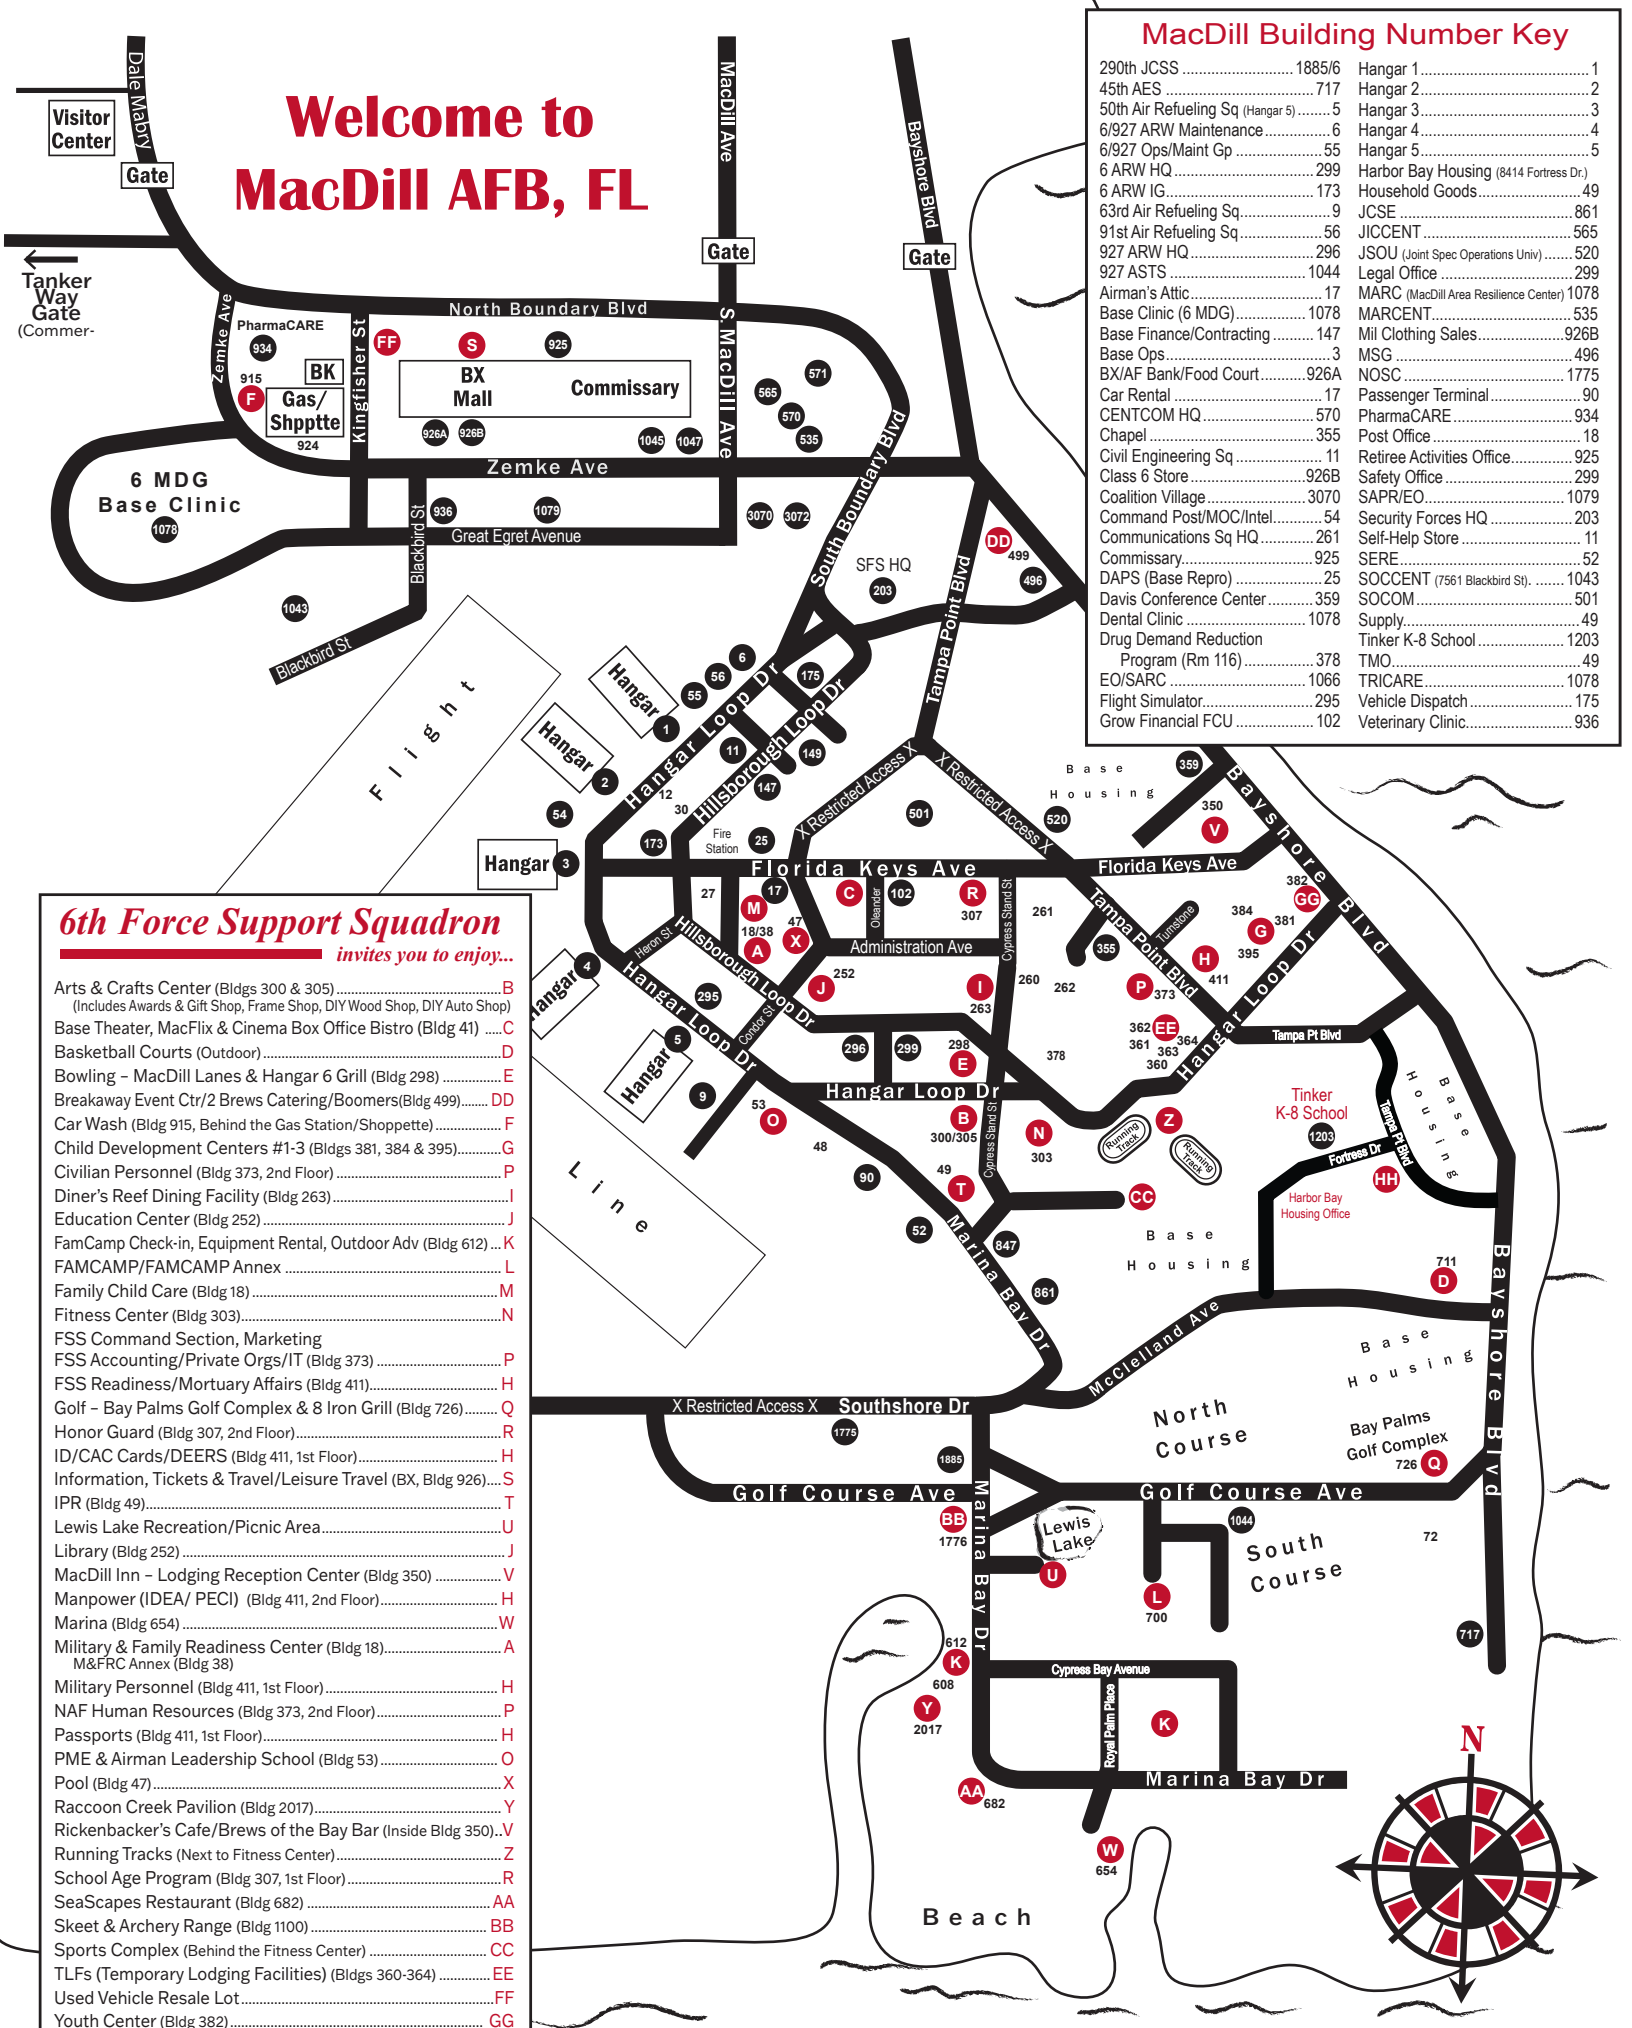 Welcome to
MacDill AFB, FL
Dale Mabry
Visitor
Center
Gate
Tanker
Way
Gate
(Commer-
MacDill Ave
Gate
Bayshore Blvd
Gate
MacDill Building Number Key
290th JCSS 1885/6
45th AES 717
50th Air Refueling Sq (Hangar 5) 5
6/927 ARW Maintenance 6
6/927 Ops/Maint Gp 55
6 ARW HQ 299
6 ARW IG 173
63rd Air Refueling Sq 9
91st Air Refueling Sq 56
927 ARW HQ 296
927 ASTS 1044
Airman's Attic 17
Base Clinic (6 MDG) 1078
Base Finance/Contracting 147
Base Ops 3
BX/AF Bank/Food Court 926A
Car Rental 17
CENTCOM HQ 570
Chapel 355
Civil Engineering Sq 11
Class 6 Store 926B
Coalition Village 3070
Command Post/MOC/Intel 54
Communications Sq HQ 261
Commissary 925
DAPS (Base Repro) 25
Davis Conference Center 359
Dental Clinic 1078
Drug Demand Reduction
Program (Rm 116) 378
EO/SARC 1066
Flight Simulator 295
Grow Financial FCU 102
Hangar 1 1
Hangar 2 2
Hangar 3 3
Hangar 4 4
Hangar 5 5
Harbor Bay Housing (8414 Fortress Dr.)
Household Goods 49
JCSE 861
JICCENT 565
JSOU (Joint Spec Operations Univ) 520
Legal Office 299
MARC (MacDill Area Resilience Center) 1078
MARCENT 535
Mil Clothing Sales 926B
MSG 496
NOSC 1775
Passenger Terminal 90
PharmaCARE 934
Post Office 18
Retiree Activities Office 925
Safety Office 299
SAPR/EO 1079
Security Forces HQ 203
Self-Help Store 11
SERE 52
SOCCENT (7561 Blackbird St). 1043
SOCOM 501
Supply 49
Tinker K-8 School 1203
TMO 49
TRICARE 1078
Vehicle Dispatch 175
Veterinary Clinic 936
North Boundary Blvd
Zemke Ave
PharmaCARE
934
915
F
BK
Gas/
Shpptte
924
Kingfisher St
FF
S
925
BX
Mall
Commissary
926A
926B
1045
1047
S. MacDill Ave
571
565
570
535
Zemke Ave
6 MDG
Base Clinic
1078
Blackbird St
936
1079
Great Egret Avenue
3070
3072
South Boundary Blvd
SFS HQ
203
Tampa Point Blvd
DD
499
496
1043
Blackbird St
Flight
Line
Hangar
1
Hangar
2
Hangar
3
Hangar
4
Hangar
5
6
56
55
54
175
11
149
147
12
30
173
25
Fire
Station
Hangar Loop Dr
Hillsborough Loop Dr
X Restricted Access X
X Restricted Access X
501
520
Base
Housing
359
350
V
Bayshore Blvd
Florida Keys Ave
Florida Keys Ave
27
17
M
18/38
A
47
X
C
Oleander
102
R
307
Cypress Stand St
261
Administration Ave
Tampa Point Blvd
355
Turnstone
382
GG
384
381
G
395
H
411
P
373
Heron St
Hillsborough Loop Dr
Hangar Loop Dr
295
Condor St
J
252
I
263
260
262
296
299
298
E
378
362
EE
361
363
364
360
Hangar Loop Dr
Tampa Pt Blvd
9
53
O
48
Hangar Loop Dr
B
300/305
Cypress Stand St
N
303
Running
Track
Running
Track
Z
Tinker
K-8 School
1203
Fortress Dr
Tampa Pt Blvd
Base
Housing
HH
Harbor Bay
Housing Office
90
49
T
CC
52
847
861
Base
Housing
Marina Bay Dr
711
D
McClelland Ave
Bayshore Blvd
Base
Housing
X Restricted Access X
Southshore Dr
1775
1885
North
Course
Bay Palms
Golf Complex
726
Q
Golf Course Ave
Golf Course Ave
BB
1776
Marina Bay Dr
Lewis
Lake
U
1044
South
Course
72
L
700
717
612
K
608
Y
2017
Cypress Bay Avenue
Royal Palm Place
K
Marina Bay Dr
AA
682
W
654
Beach
N
6th Force Support Squadron
invites you to enjoy...
Arts & Crafts Center (Bldgs 300 & 305) B
(Includes Awards & Gift Shop, Frame Shop, DIY Wood Shop, DIY Auto Shop)
Base Theater, MacFlix & Cinema Box Office Bistro (Bldg 41) C
Basketball Courts (Outdoor) D
Bowling – MacDill Lanes & Hangar 6 Grill (Bldg 298) E
Breakaway Event Ctr/2 Brews Catering/Boomers(Bldg 499) DD
Car Wash (Bldg 915, Behind the Gas Station/Shoppette) F
Child Development Centers #1-3 (Bldgs 381, 384 & 395) G
Civilian Personnel (Bldg 373, 2nd Floor) P
Diner's Reef Dining Facility (Bldg 263) I
Education Center (Bldg 252) J
FamCamp Check-in, Equipment Rental, Outdoor Adv (Bldg 612) K
FAMCAMP/FAMCAMP Annex L
Family Child Care (Bldg 18) M
Fitness Center (Bldg 303) N
FSS Command Section, Marketing
FSS Accounting/Private Orgs/IT (Bldg 373) P
FSS Readiness/Mortuary Affairs (Bldg 411) H
Golf – Bay Palms Golf Complex & 8 Iron Grill (Bldg 726) Q
Honor Guard (Bldg 307, 2nd Floor) R
ID/CAC Cards/DEERS (Bldg 411, 1st Floor) H
Information, Tickets & Travel/Leisure Travel (BX, Bldg 926) S
IPR (Bldg 49) T
Lewis Lake Recreation/Picnic Area U
Library (Bldg 252) J
MacDill Inn – Lodging Reception Center (Bldg 350) V
Manpower (IDEA/ PECI) (Bldg 411, 2nd Floor) H
Marina (Bldg 654) W
Military & Family Readiness Center (Bldg 18) A
M&FRC Annex (Bldg 38)
Military Personnel (Bldg 411, 1st Floor) H
NAF Human Resources (Bldg 373, 2nd Floor) P
Passports (Bldg 411, 1st Floor) H
PME & Airman Leadership School (Bldg 53) O
Pool (Bldg 47) X
Raccoon Creek Pavilion (Bldg 2017) Y
Rickenbacker's Cafe/Brews of the Bay Bar (Inside Bldg 350) V
Running Tracks (Next to Fitness Center) Z
School Age Program (Bldg 307, 1st Floor) R
SeaScapes Restaurant (Bldg 682) AA
Skeet & Archery Range (Bldg 1100) BB
Sports Complex (Behind the Fitness Center) CC
TLFs (Temporary Lodging Facilities) (Bldgs 360-364) EE
Used Vehicle Resale Lot FF
Youth Center (Bldg 382) GG